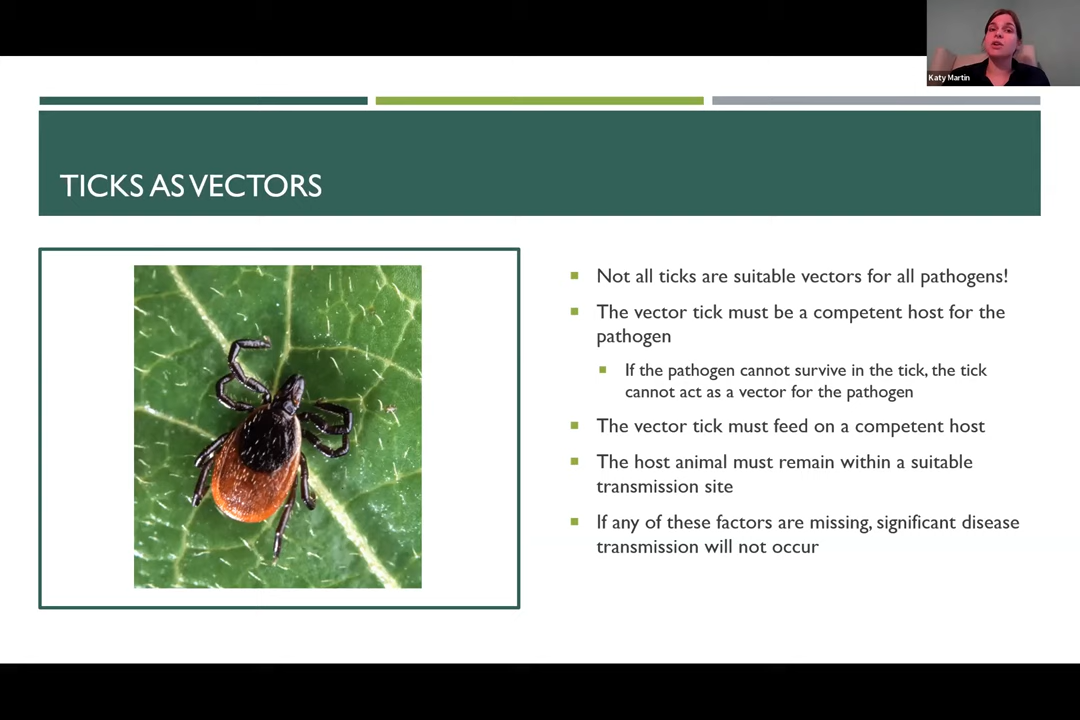 Katy Martin
TICKS AS VECTORS
Not all ticks are suitable vectors for all pathogens!
The vector tick must be a competent host for the
pathogen
If the pathogen cannot survive in the tick, the tick
cannot act as a vector for the pathogen
The vector tick must feed on a competent host
The host animal must remain within a suitable
transmission site
If any of these factors are missing, significant disease
transmission will not occur